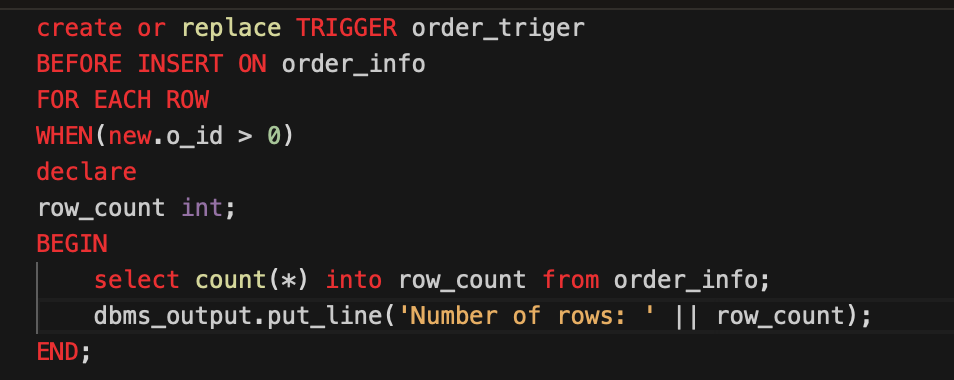 create or replace TRIGGER order_triger
BEFORE INSERT ON order_info
FOR EACH ROW
WHEN(new.o_id > 0)
declare
row_count int;
BEGIN
    select count(*) into row_count from order_info;
    dbms_output.put_line('Number of rows: ' || row_count);
END;